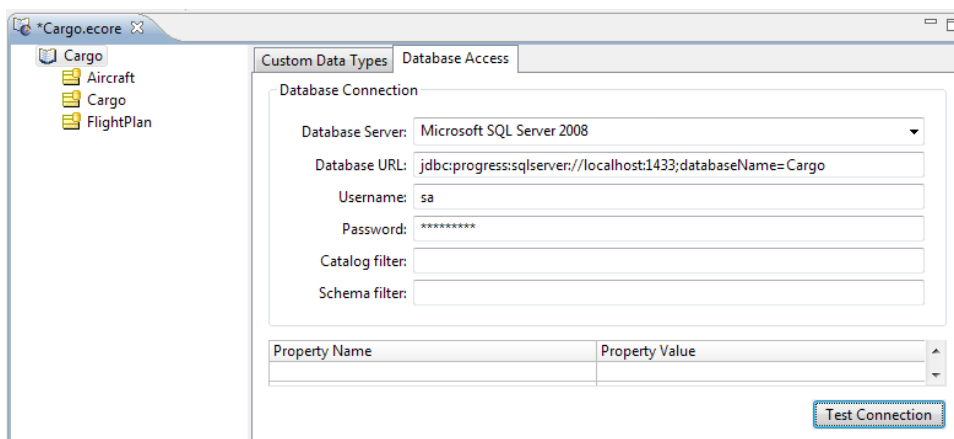 *Cargo.ecore
Cargo
Aircraft
Cargo
FlightPlan
Custom Data Types
Database Access
Database Connection
Database Server: Microsoft SQL Server 2008
Database URL: jdbc:progress:sqlserver://localhost:1433;databaseName=Cargo
Username: sa
Password: *********
Catalog filter:
Schema filter:
Property Name Property Value
Test Connection